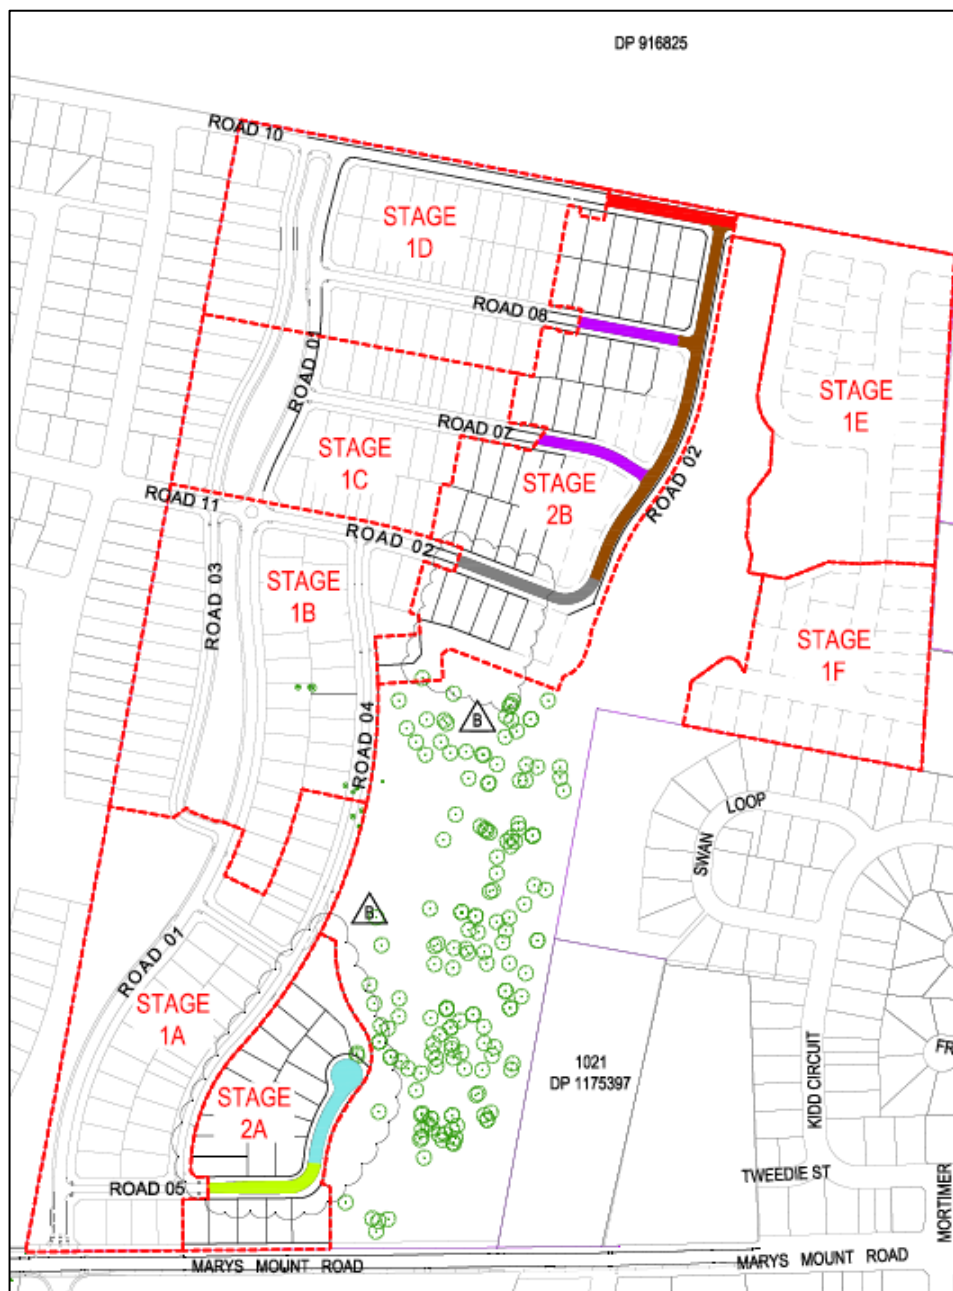 DP 916825
ROAD 10
STAGE
1D
ROAD 08
ROAD 01
STAGE
1E
ROAD 07
STAGE
1C
STAGE
2B
ROAD 02
ROAD 11
ROAD 02
ROAD 03
STAGE
1B
STAGE
1F
ROAD 04
B
LOOP
SWAN
B
ROAD 01
STAGE
1A
1021
DP 1175397
FR
STAGE
2A
KIDD CIRCUIT
TWEEDIE ST
ROAD 05
MORTIMER
MARYS MOUNT ROAD
MARYS MOUNT ROAD